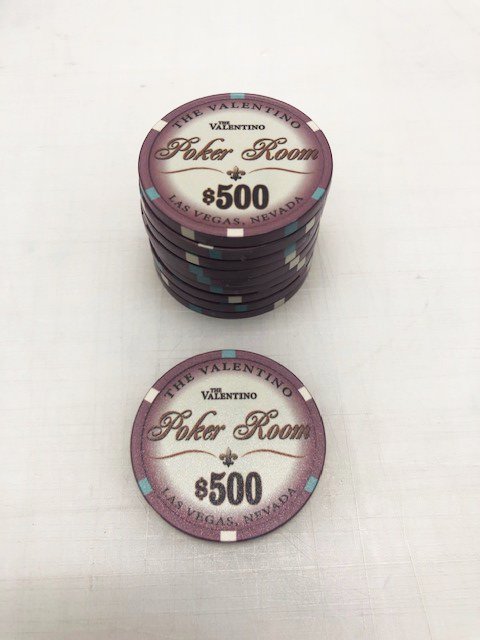 THE VALENTINO
THE
VALENTINO
Poker Room
$500
LAS VEGAS, NEVADA
THE VALENTINO
THE
VALENTINO
Poker Room
$500
LAS VEGAS, NEVADA